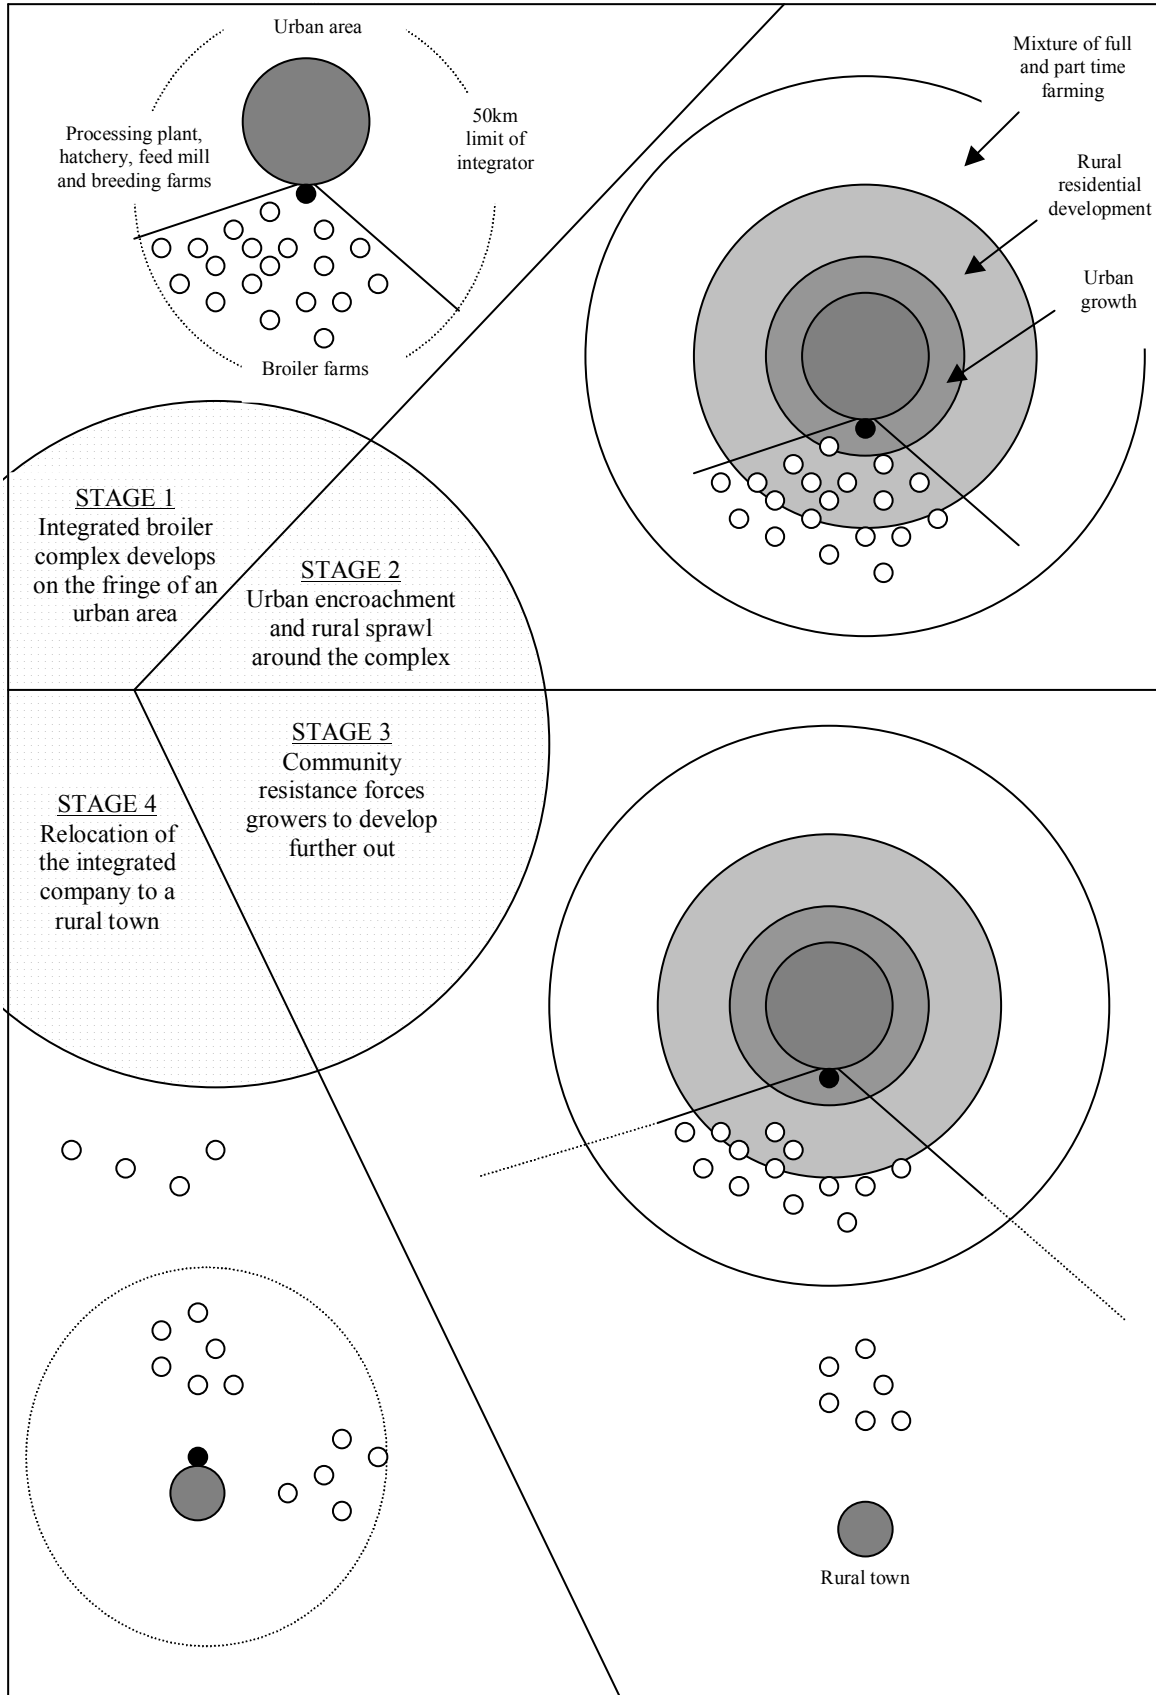 Urban area
Processing plant,
hatchery, feed mill
and breeding farms
50km
limit of
integrator
Broiler farms
Mixture of full
and part time
farming
Rural
residential
development
Urban
growth
STAGE 1
Integrated broiler
complex develops
on the fringe of an
urban area
STAGE 2
Urban encroachment
and rural sprawl
around the complex
STAGE 3
Community
resistance forces
growers to develop
further out
STAGE 4
Relocation of
the integrated
company to a
rural town
Rural town